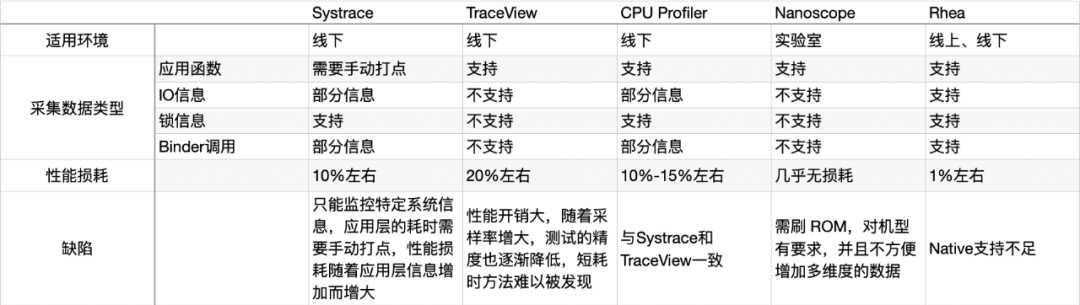 Systrace TraceView CPU Profiler Nanoscope Rhea
适用环境 线下 线下 线下 实验室 线上、线下
采集数据类型
应用函数 需要手动打点 支持 支持 支持 支持
IO信息 部分信息 不支持 部分信息 不支持 支持
锁信息 支持 不支持 支持 不支持 支持
Binder调用 部分信息 不支持 部分信息 不支持 支持
性能损耗 10%左右 20%左右 10%-15%左右 几乎无损耗 1%左右
缺陷
只能监控特定系统信
息，应用层的耗时需
要手动打点，性能损
耗随着应用层信息增
加而增大
性能开销大，随着采
样率增大，测试的精
度也逐渐降低，短耗
时方法难以被发现
与Systrace和
TraceView一致
需刷 ROM，对机型
有要求，并且不方便
增加多维度的数据
Native支持不足